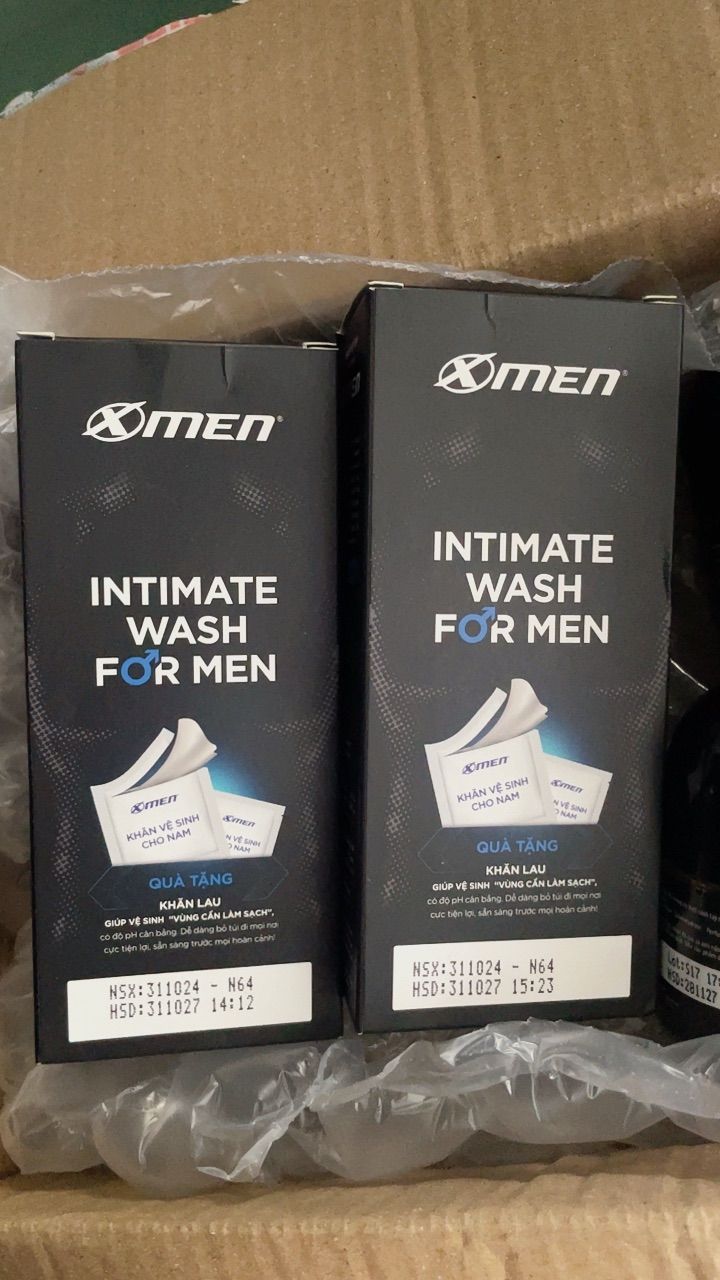 XMEN
INTIMATE
WASH
FOR MEN
XMEN
KHĂN VỆ SINH
CHO NAM
XMEN
QUÀ TẶNG
KHĂN LAU
GIÚP VỆ SINH "VÙNG CẦN LÀM SẠCH",
có độ pH cân bằng. Dễ dàng bỏ túi đi mọi nơi
cực tiện lợi, sẵn sàng trước mọi hoàn cảnh!
NSX:311024 - N64
HSD:311027 14:12
XMEN
INTIMATE
WASH
FOR MEN
XMEN
KHĂN VỆ SINH
CHO NAM
XMEN
QUÀ TẶNG
KHĂN LAU
GIÚP VỆ SINH "VÙNG CẦN LÀM SẠCH",
có độ pH cân bằng. Dễ dàng bỏ túi đi mọi nơi
cực tiện lợi, sẵn sàng trước mọi hoàn cảnh!
NSX:311024 - N64
HSD:311027 15:23
Lot:517 17
HSD:281127